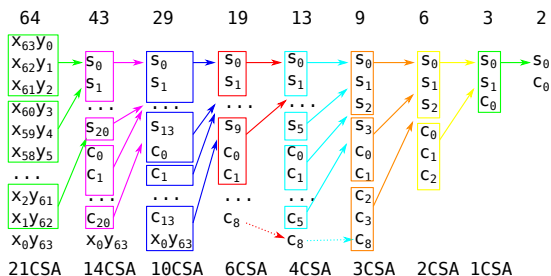 64 43 29 19 13 9 6 3 2
x63y0 s0 s0 s0 s0 s0 s0 s0 s0
x62y1 s1 s1 s1 s1 s1 s1 s1 c0
x61y2 ... ... ... ... s2 s2 c0
x60y3 s20 s13 s9 s5 s3 c0
x59y4 c0 c0 c0 c0 c0 c1
x58y5 c1 c1 c1 c1 c1 c2
... ... ... ... ... c2
x2y61 c20 c13 c8 c5 c3
x1y62 x0y63 x0y63 c8 c8
x0y63
21CSA 14CSA 10CSA 6CSA 4CSA 3CSA 2CSA 1CSA